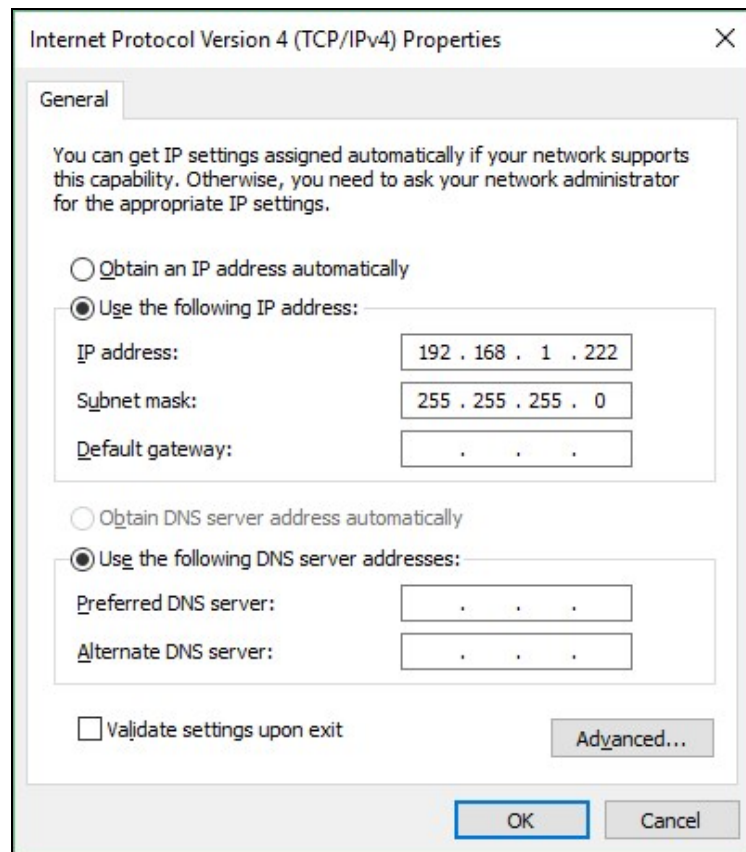 Internet Protocol Version 4 (TCP/IPv4) Properties
General
You can get IP settings assigned automatically if your network supports
this capability. Otherwise, you need to ask your network administrator
for the appropriate IP settings.
Obtain an IP address automatically
Use the following IP address:
IP address: 192 . 168 . 1 . 222
Subnet mask: 255 . 255 . 255 . 0
Default gateway: . . .
Obtain DNS server address automatically
Use the following DNS server addresses:
Preferred DNS server: . . .
Alternate DNS server: . . .
Validate settings upon exit
Advanced...
OK Cancel